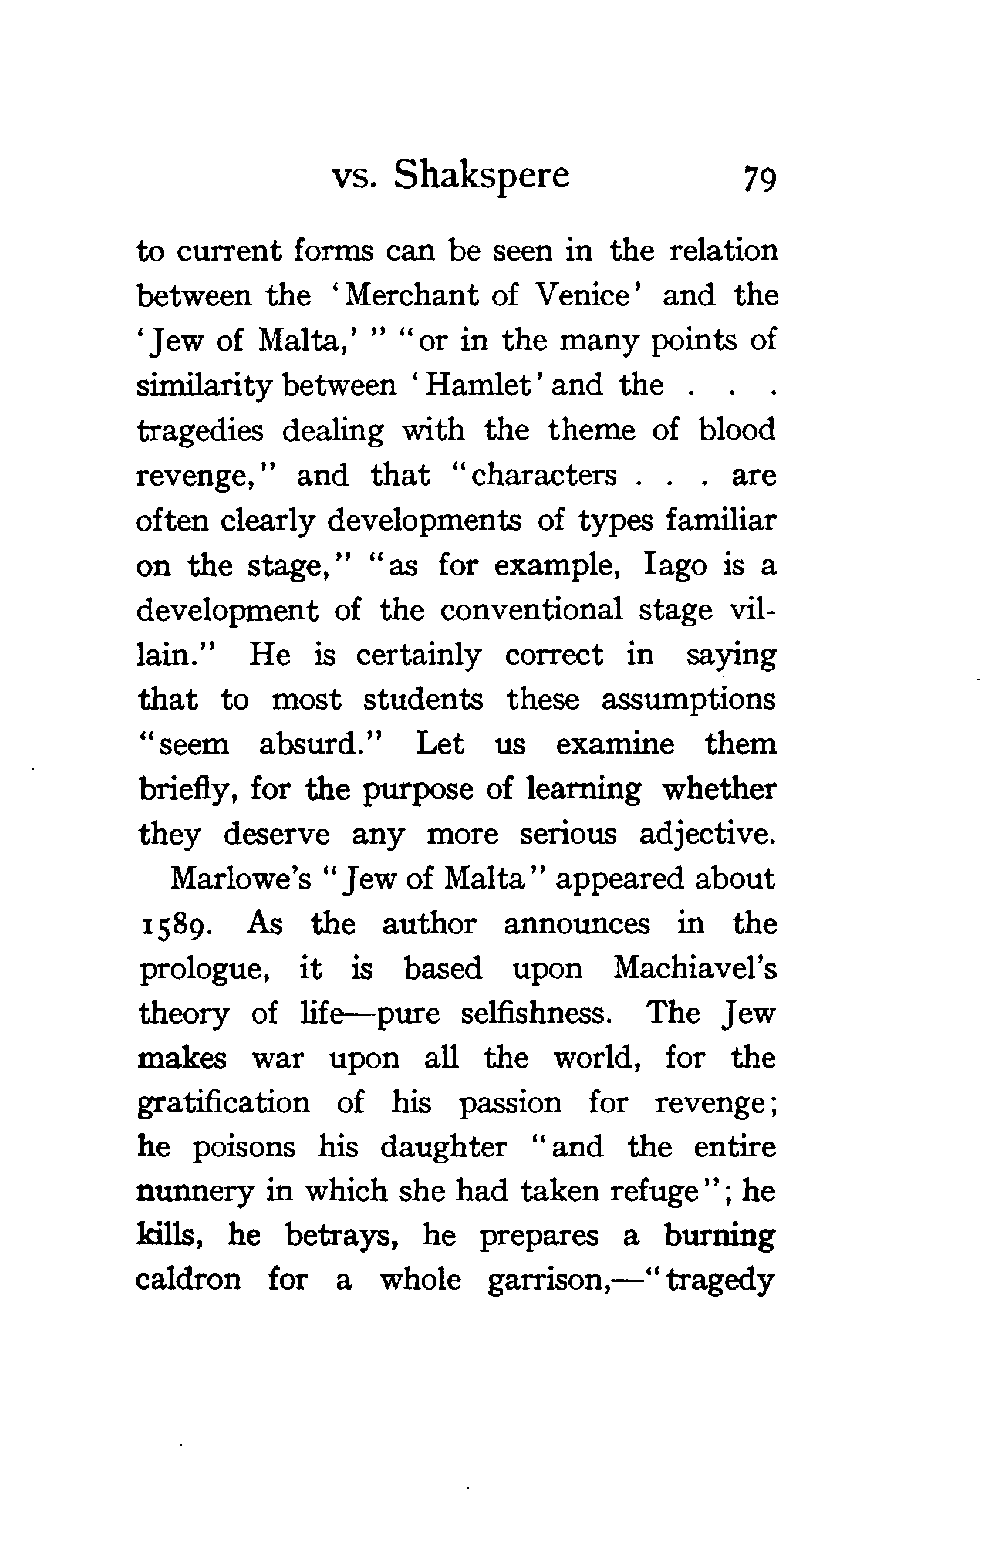 vs. Shakspere 79
to current forms can be seen in the relation
between the ‘Merchant of Venice’ and the
‘Jew of Malta,’ ” “or in the many points of
similarity between ‘Hamlet’ and the . . .
tragedies dealing with the theme of blood
revenge,” and that “characters . . . are
often clearly developments of types familiar
on the stage,” “as for example, Iago is a
development of the conventional stage vil-
lain.” He is certainly correct in saying
that to most students these assumptions
“seem absurd.” Let us examine them
briefly, for the purpose of learning whether
they deserve any more serious adjective.
Marlowe’s “Jew of Malta” appeared about
1589. As the author announces in the
prologue, it is based upon Machiavel’s
theory of life—pure selfishness. The Jew
makes war upon all the world, for the
gratification of his passion for revenge;
he poisons his daughter “and the entire
nunnery in which she had taken refuge”; he
kills, he betrays, he prepares a burning
caldron for a whole garrison,—“tragedy